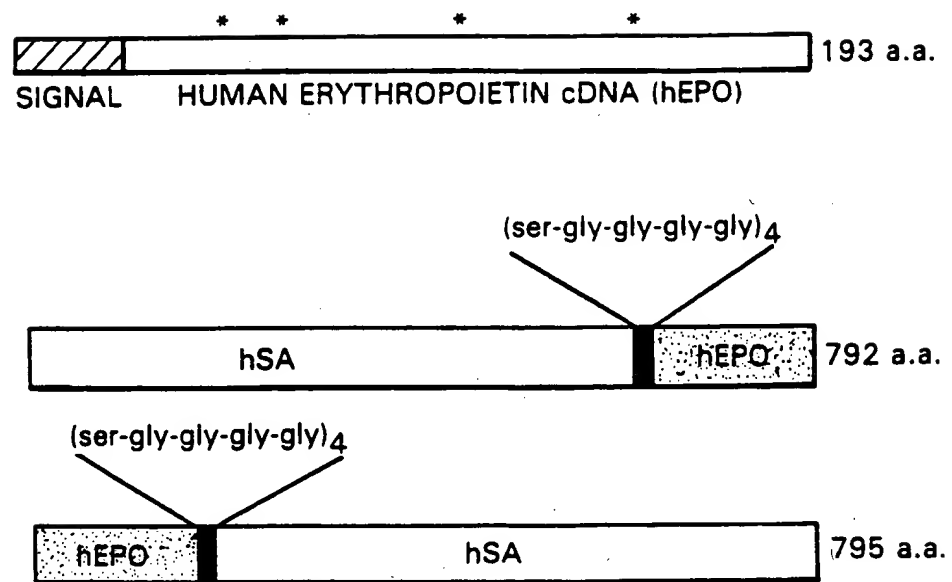 * * * *
193 a.a.
SIGNAL HUMAN ERYTHROPOIETIN cDNA (hEPO)
(ser-gly-gly-gly-gly)4
hSA hEPO 792 a.a.
(ser-gly-gly-gly-gly)4
hEPO hSA 795 a.a.